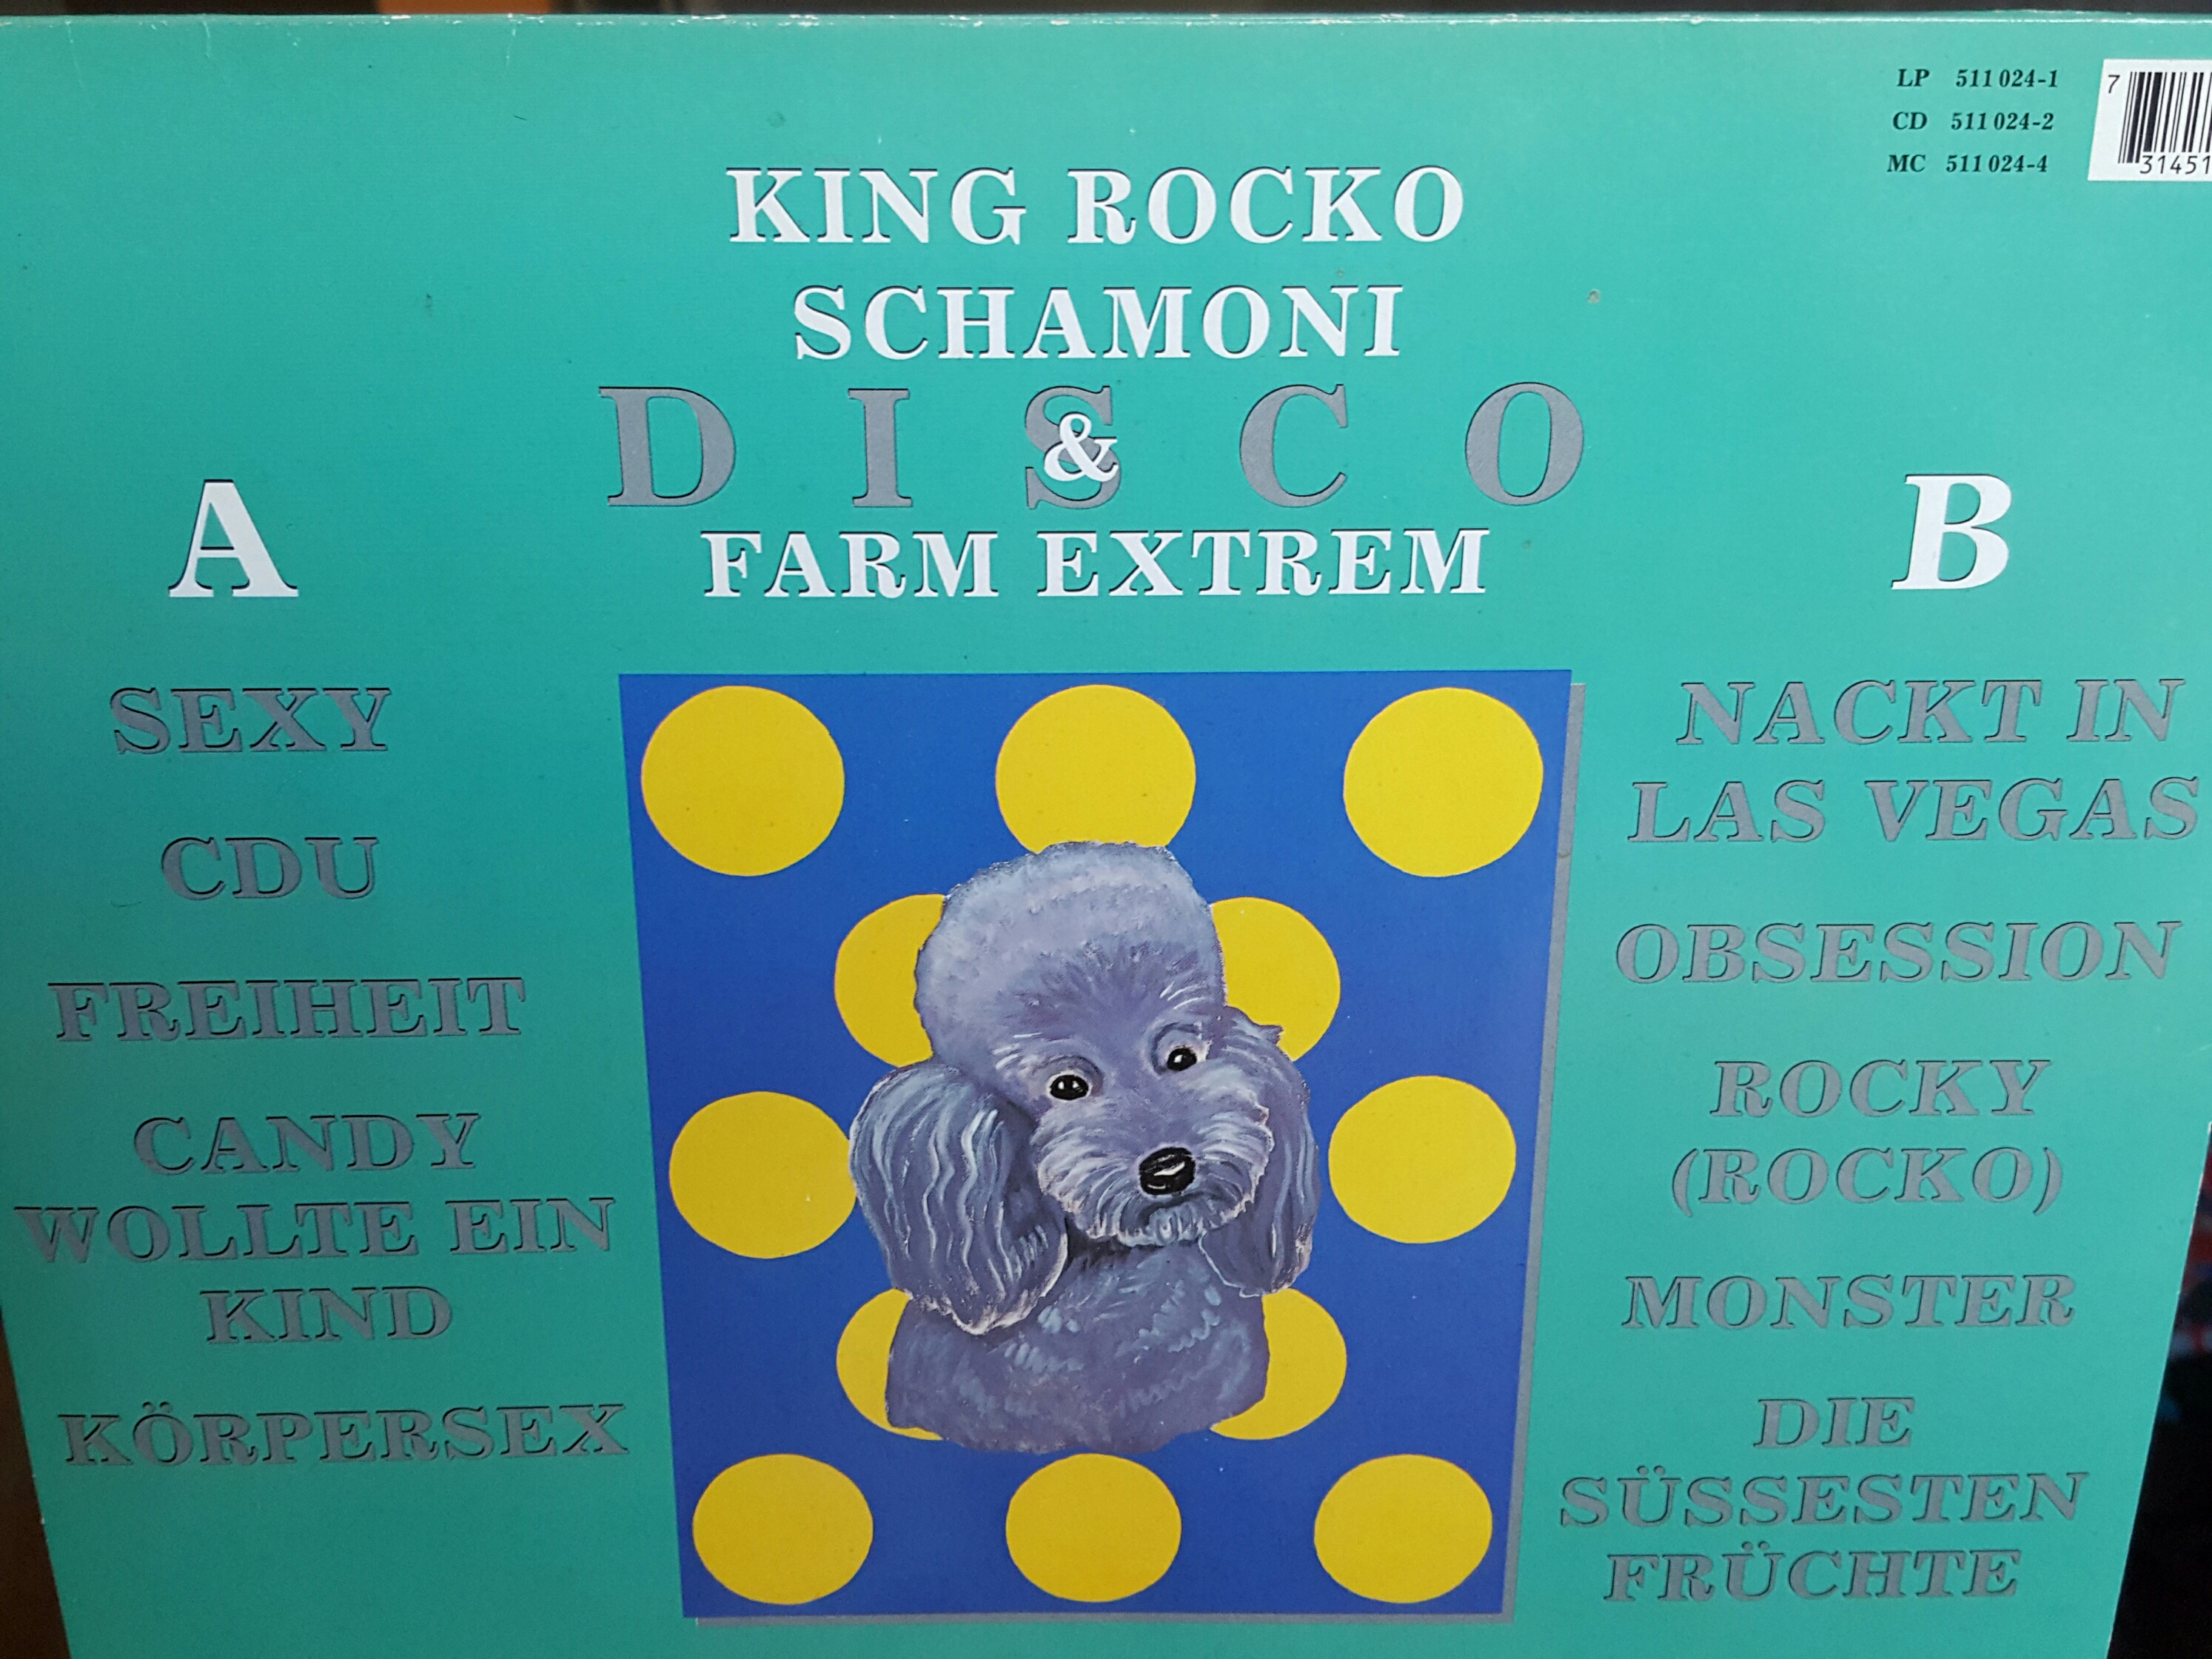 LP 511 024-1
CD 511 024-2
MC 511 024-4
7
31451
KING ROCKO
SCHAMONI
DISCO
&
FARM EXTREM
A
SEXY
CDU
FREIHEIT
CANDY
WOLLTE EIN
KIND
KÖRPERSEX
B
NACKT IN
LAS VEGAS
OBSESSION
ROCKY
(ROCKO)
MONSTER
DIE
SÜSSESTEN
FRÜCHTE